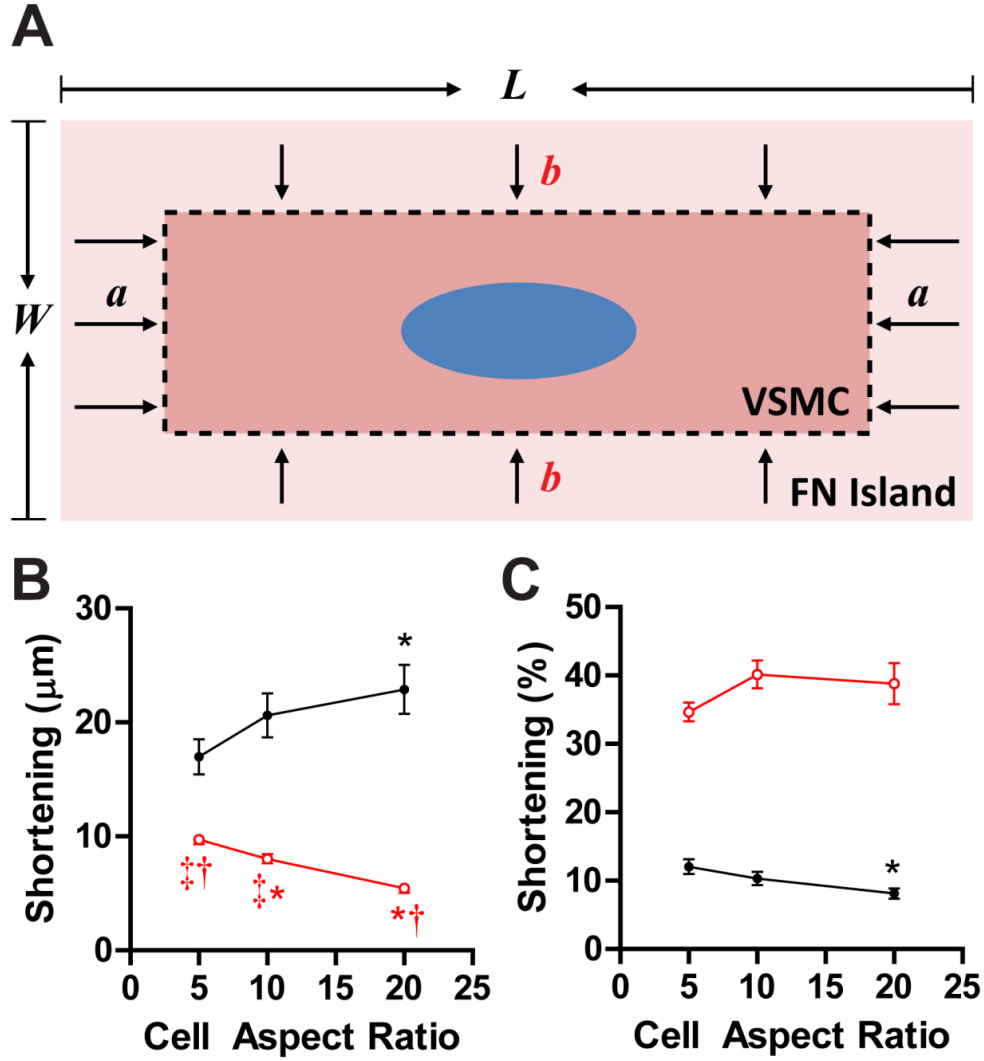 A
L
b
a
W
a
VSMC
b
FN Island
B
Shortening (μm)
30
20
10
0
*
‡†
‡*
*†
0 5 10 15 20 25
Cell Aspect Ratio
C
Shortening (%)
50
40
30
20
10
0
*
0 5 10 15 20 25
Cell Aspect Ratio